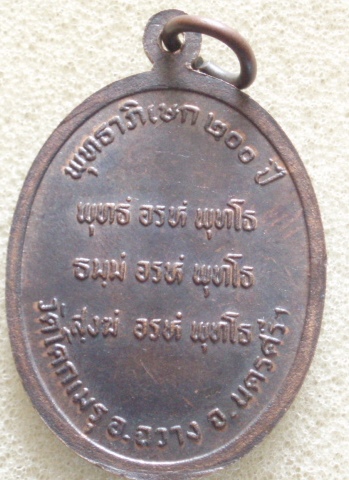 พุทธาภิเษก ๒๐๐ ปี
พุทธํ อรหํ พุทโธ
ธมฺมํ อรหํ พุทโธ
สฺงฆํ อรหํ พุทโธ
วัดโคกเมรุ อ.ฉวาง จ.นครศรีฯ